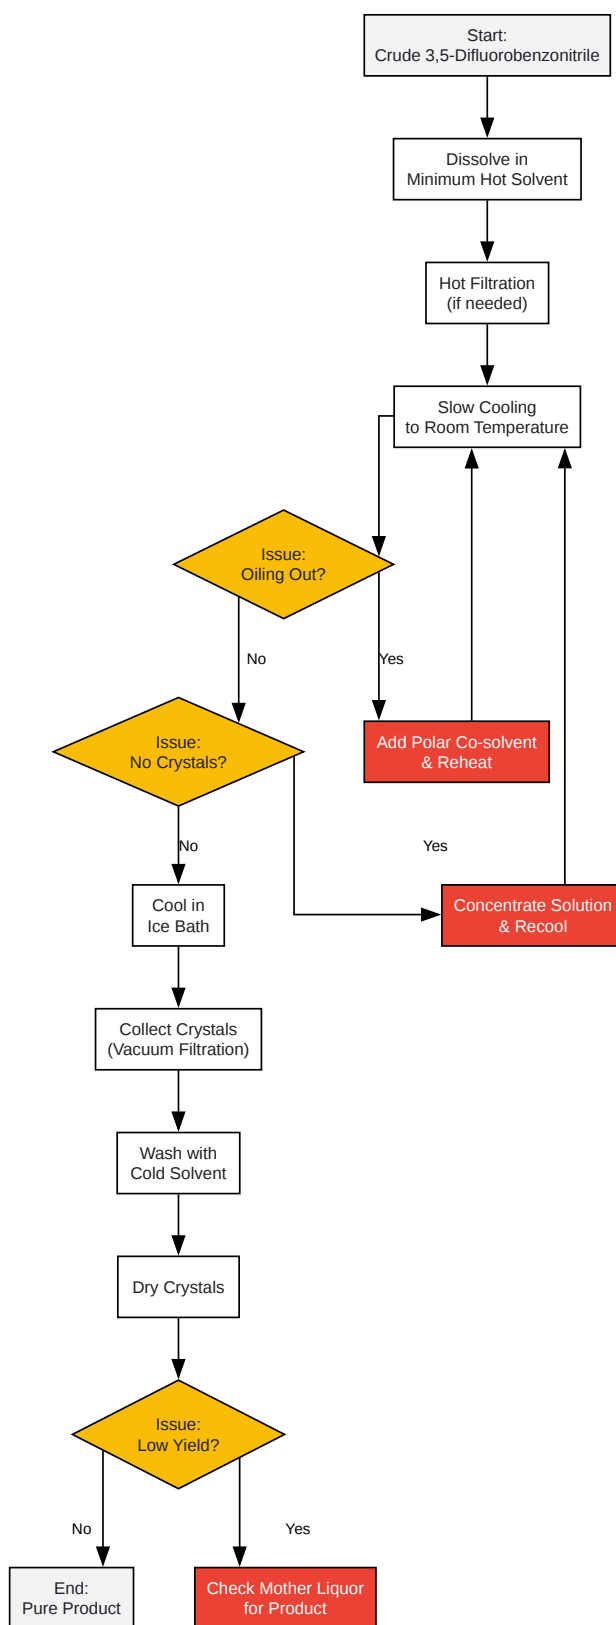 Start:
Crude 3,5-Difluorobenzonitrile
Dissolve in
Minimum Hot Solvent
Hot Filtration
(if needed)
Slow Cooling
to Room Temperature
Issue:
Oiling Out?
No
Yes
Issue:
No Crystals?
Add Polar Co-solvent
& Reheat
No
Yes
Cool in
Ice Bath
Concentrate Solution
& Recool
Collect Crystals
(Vacuum Filtration)
Wash with
Cold Solvent
Dry Crystals
Issue:
Low Yield?
No
Yes
End:
Pure Product
Check Mother Liquor
for Product